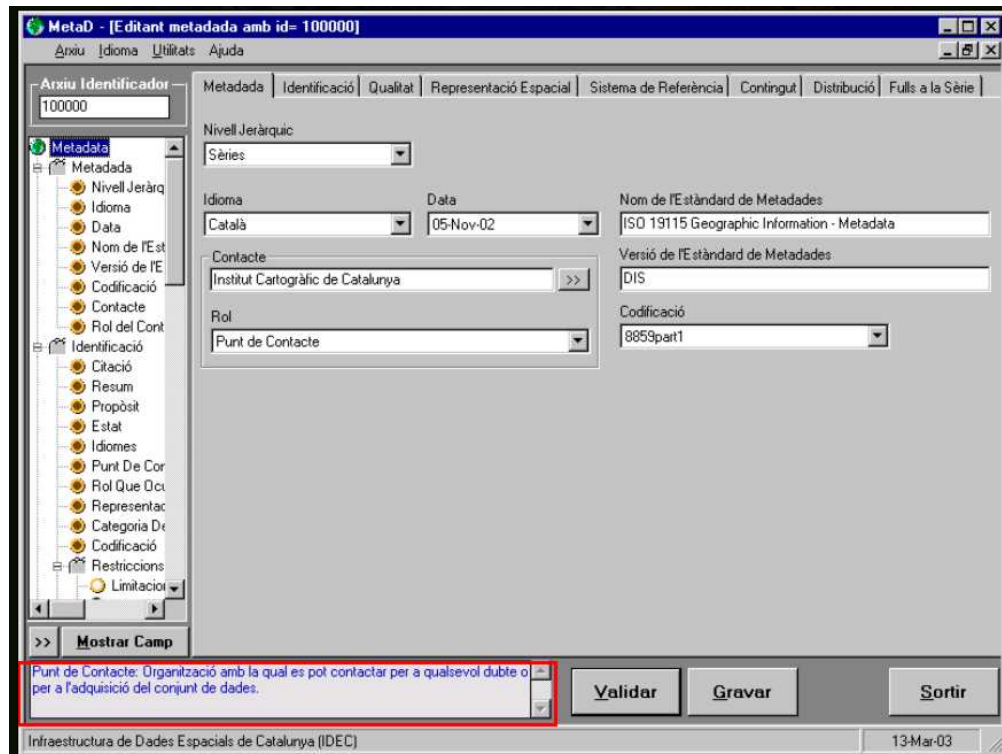 MetaD - [Editant metadada amb id= 100000]
Arxiu Idioma Utilitats Ajuda
Arxiu Identificador
100000
Metadata
Metadada
Nivell Jeràrq
Idioma
Data
Nom de l'Est
Versió de l'E
Codificació
Contacte
Rol del Cont
Identificació
Citació
Resum
Propòsit
Estat
Idiomes
Punt De Cor
Rol Que Ocu
Representac
Categoria De
Codificació
Restriccions
Limitacion
>> Mostrar Camp
Metadada Identificació Qualitat Representació Espacial Sistema de Referència Contingut Distribució Fulls a la Sèrie
Nivell Jeràrquic
Sèries
Idioma
Català
Data
05-Nov-02
Nom de l'Estàndard de Metadades
ISO 19115 Geographic Information - Metadata
Contacte
Institut Cartogràfic de Catalunya >>
Versió de l'Estàndard de Metadades
DIS
Rol
Punt de Contacte
Codificació
8859part1
Punt de Contacte: Organització amb la qual es pot contactar per a qualsevol dubte o
per a l'adquisició del conjunt de dades.
Validar Gravar Sortir
Infraestructura de Dades Espacials de Catalunya (IDEC) 13-Mar-03